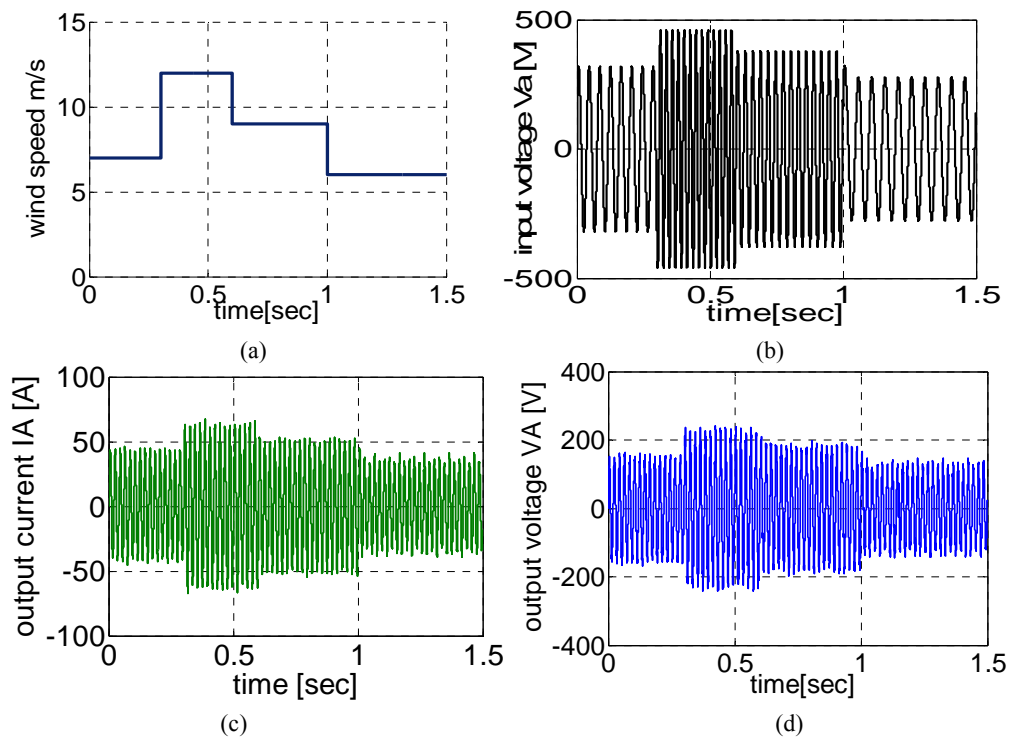 15
10
5
0
wind speed m/s
0
0.5
1
1.5
time[sec]
(a)
500
0
-500
input voltage Va[V]
0
0.5
1
1.5
time[sec]
(b)
100
50
0
-50
-100
output current IA [A]
0
0.5
1
1.5
time [sec]
(c)
400
200
0
-200
-400
output voltage VA [V]
0
0.5
1
1.5
time[sec]
(d)